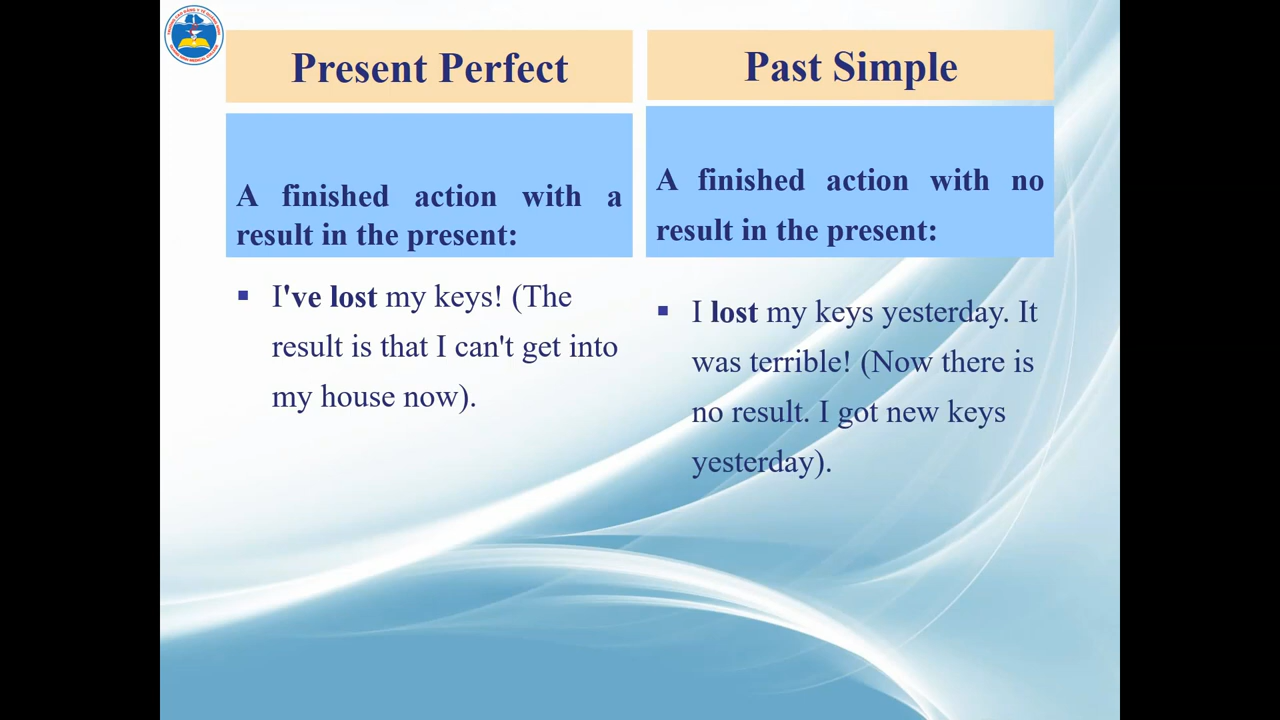 Present Perfect
A finished action with a
result in the present:
▪ I've lost my keys! (The
result is that I can't get into
my house now).
Past Simple
A finished action with no
result in the present:
▪ I lost my keys yesterday. It
was terrible! (Now there is
no result. I got new keys
yesterday).